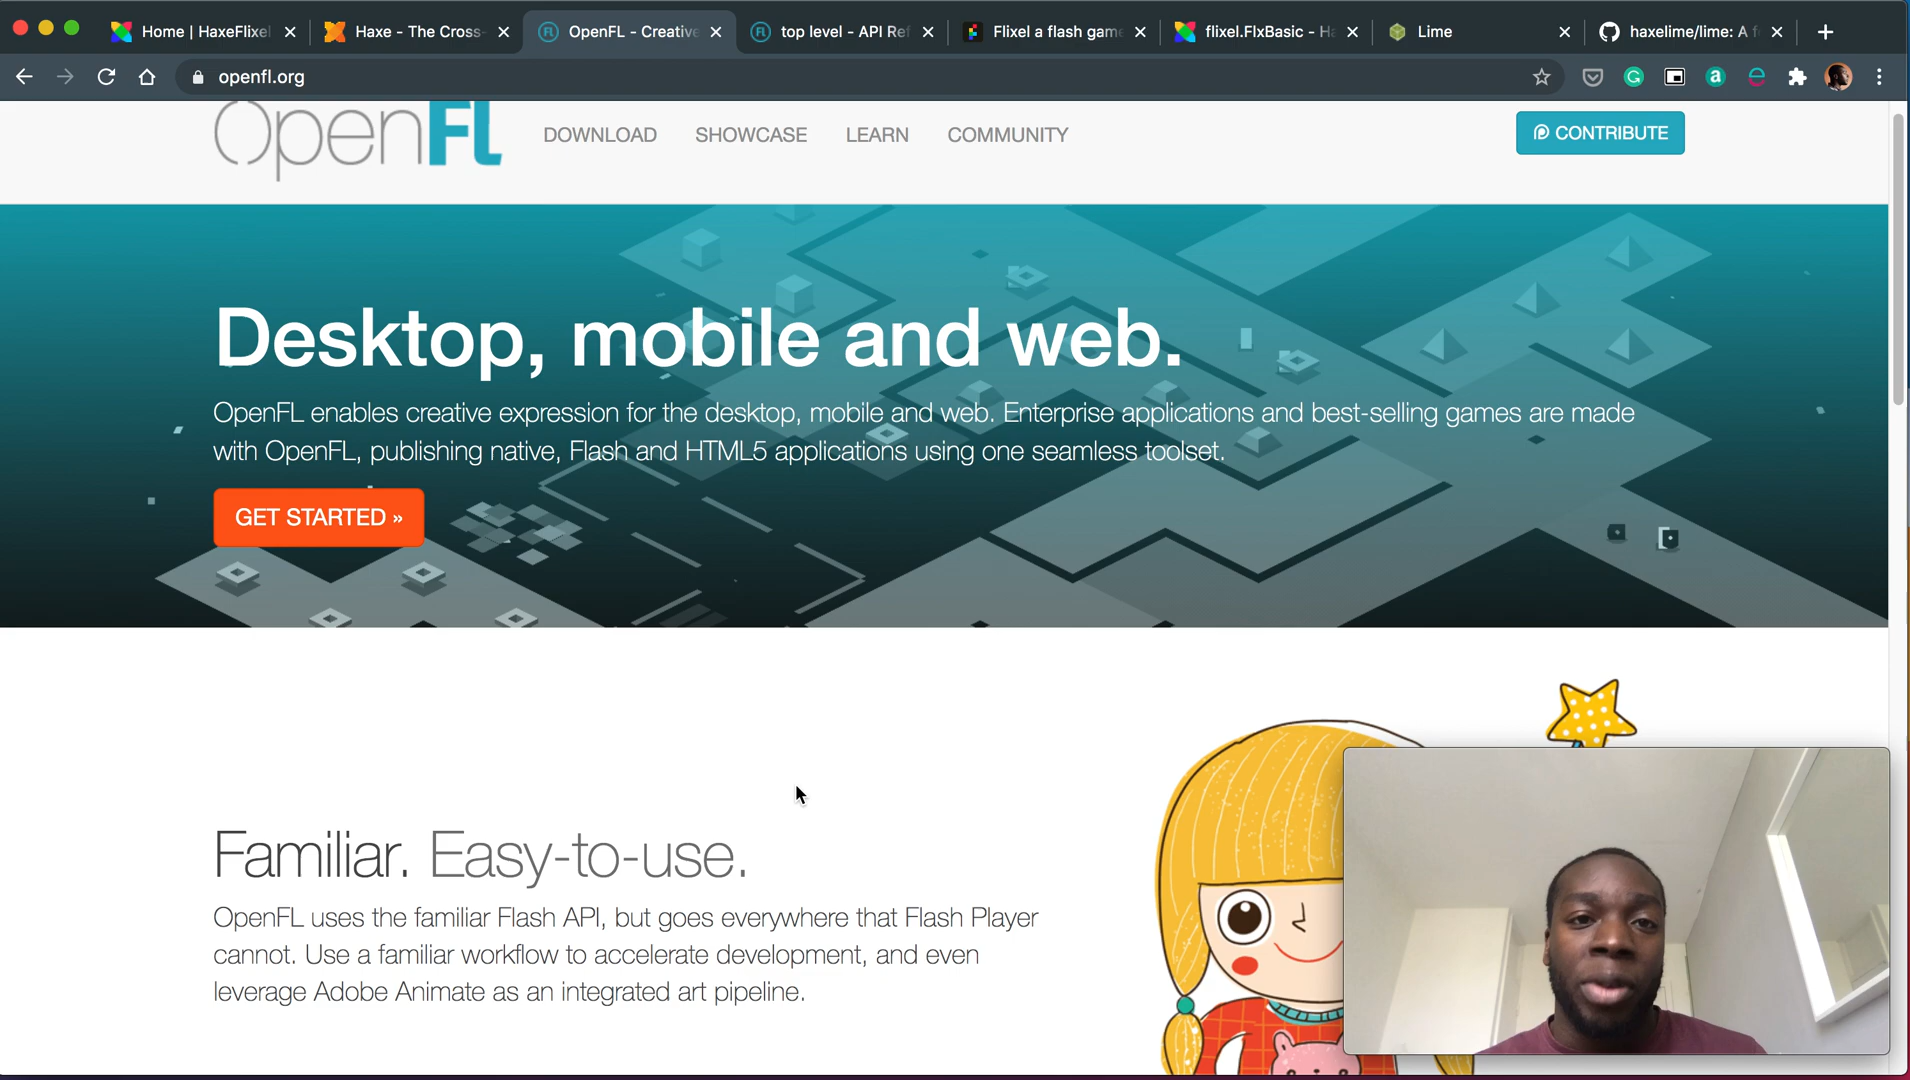 Home | HaxeFlixel
Haxe - The Cross-
OpenFL - Creative
top level - API Ref
Flixel a flash game
flixel.FlxBasic - Ha
Lime
haxelime/lime: A f
openfl.org
OpenFL
DOWNLOAD
SHOWCASE
LEARN
COMMUNITY
CONTRIBUTE
Desktop, mobile and web.
OpenFL enables creative expression for the desktop, mobile and web. Enterprise applications and best-selling games are made
with OpenFL, publishing native, Flash and HTML5 applications using one seamless toolset.
GET STARTED »
Familiar. Easy-to-use.
OpenFL uses the familiar Flash API, but goes everywhere that Flash Player
cannot. Use a familiar workflow to accelerate development, and even
leverage Adobe Animate as an integrated art pipeline.